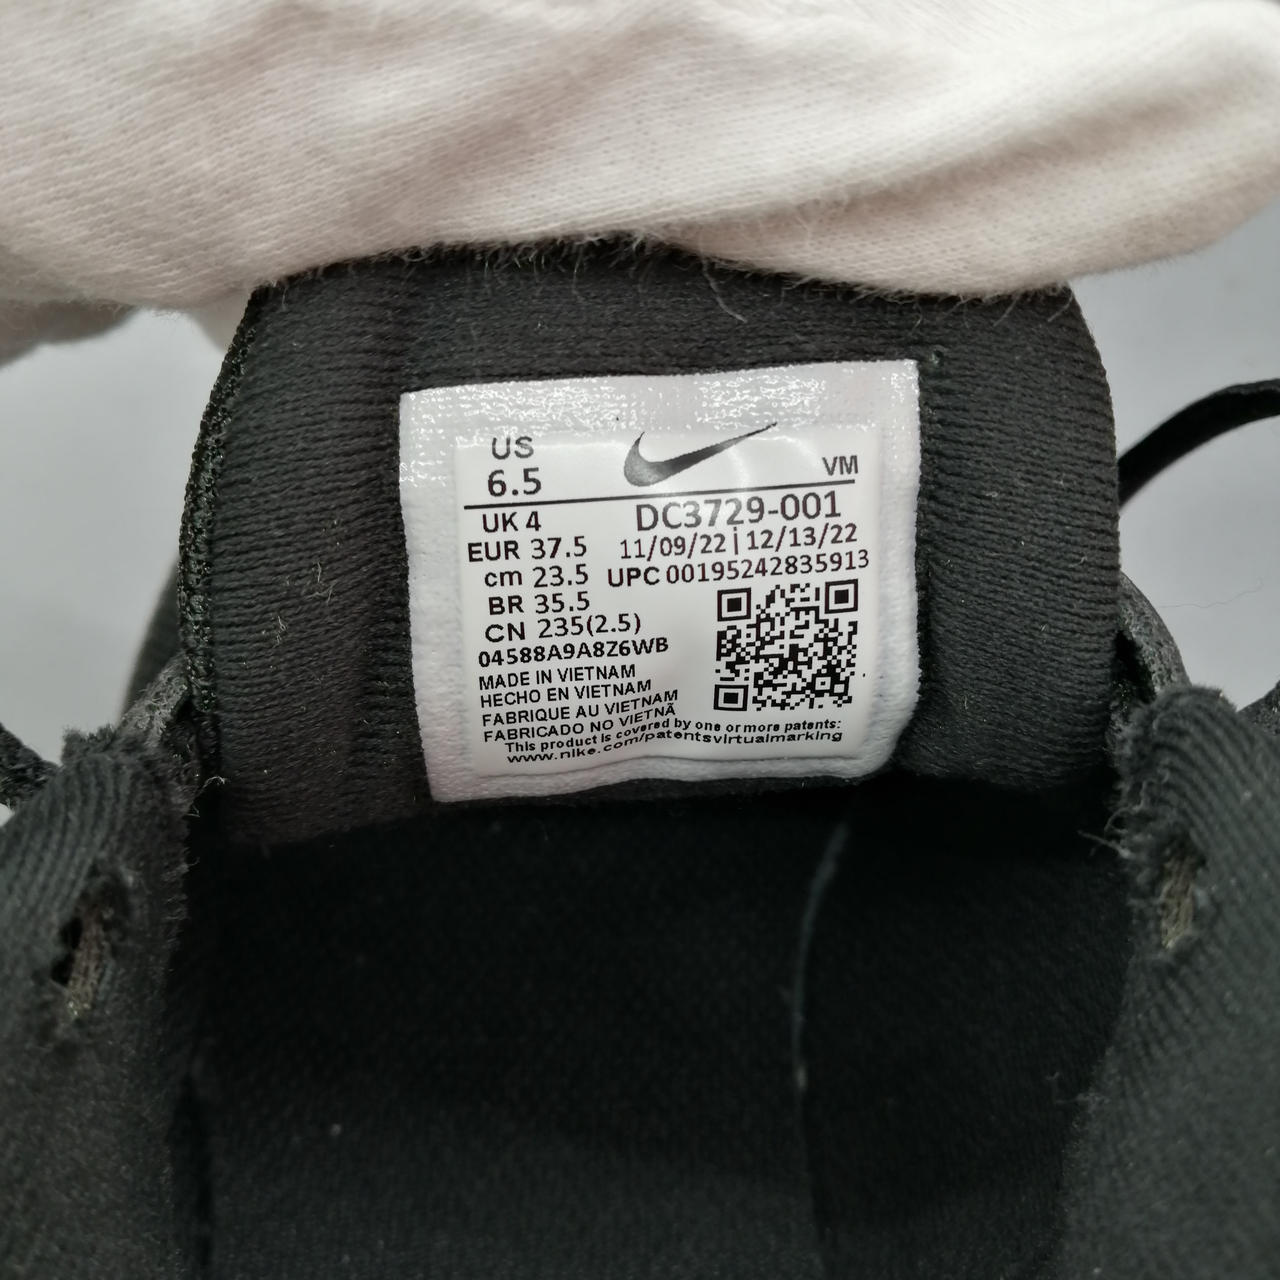 US
6.5
VM
UK 4
DC3729-001
EUR 37.5
11/09/22 | 12/13/22
cm 23.5
UPC 00195242835913
BR 35.5
CN 235(2.5)
04588A9A8Z6WB
MADE IN VIETNAM
HECHO EN VIETNAM
FABRIQUE AU VIETNAM
FABRICADO NO VIETNÃ
This product is covered by one or more patents:
www.nike.com/patentsvirtualmarking